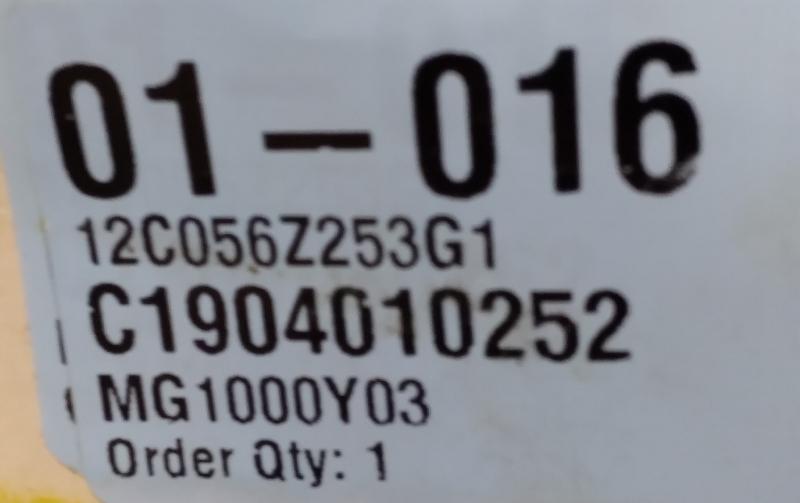 01-016
12C056Z253G1
C1904010252
MG1000Y03
Order Qty: 1